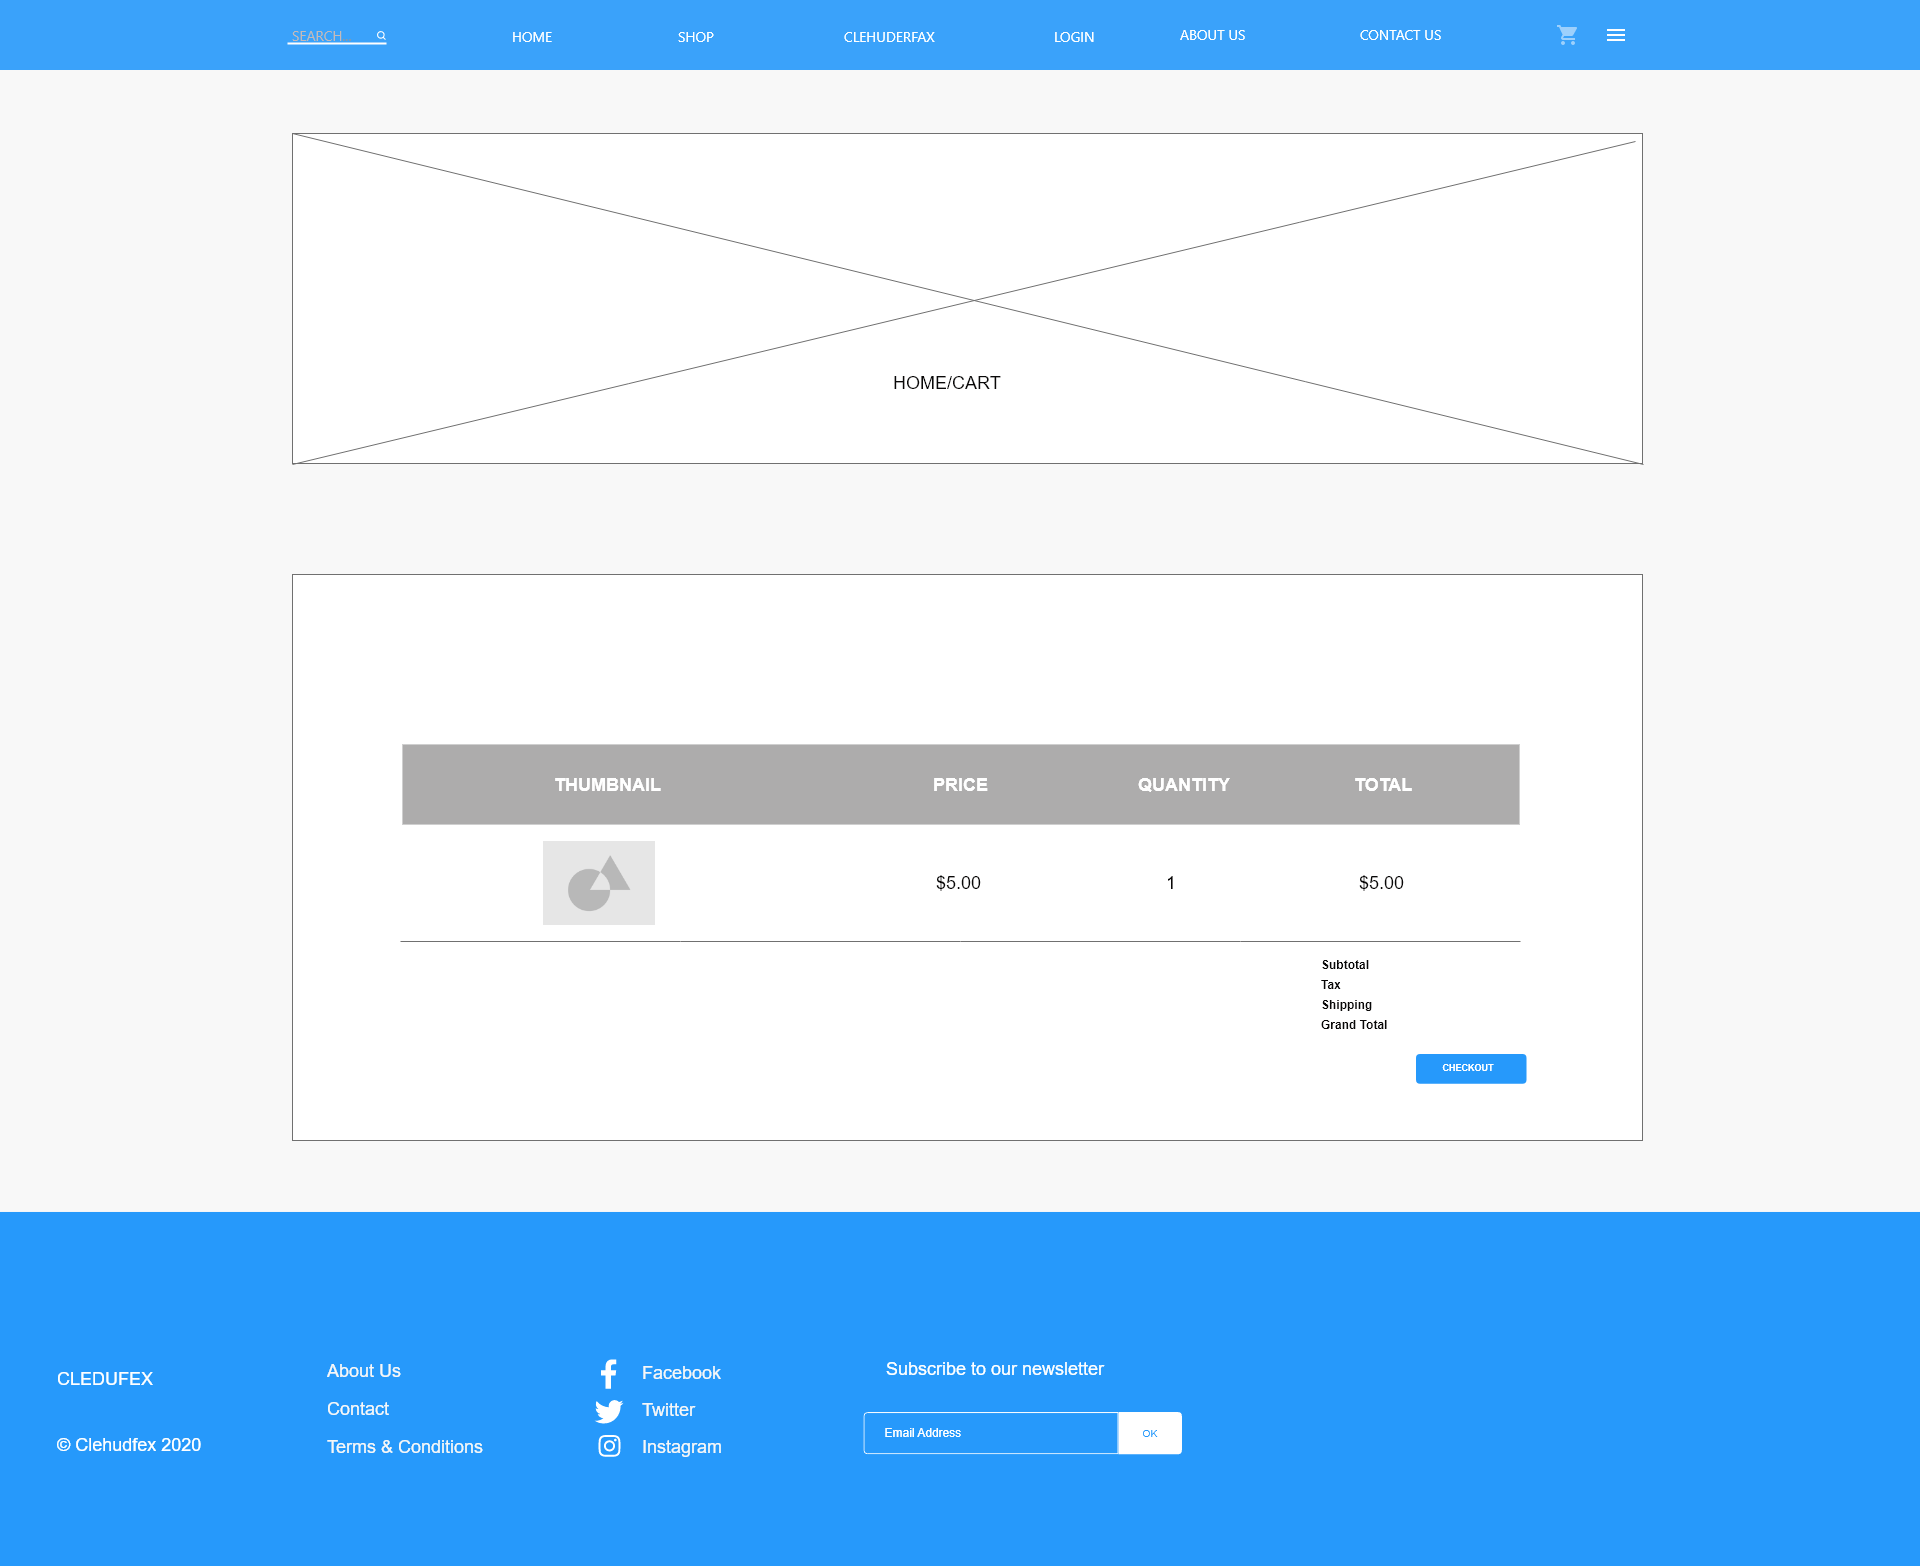 SEARCH
HOME
SHOP
CLEHUDERFAX
LOGIN
ABOUT US
CONTACT US
HOME/CART
THUMBNAIL PRICE QUANTITY TOTAL
$5.00 1 $5.00
Subtotal
Tax
Shipping
Grand Total
CHECKOUT
CLEDUFEX
© Clehudfex 2020
About Us
Contact
Terms & Conditions
Facebook
Twitter
Instagram
Subscribe to our newsletter
Email Address
OK